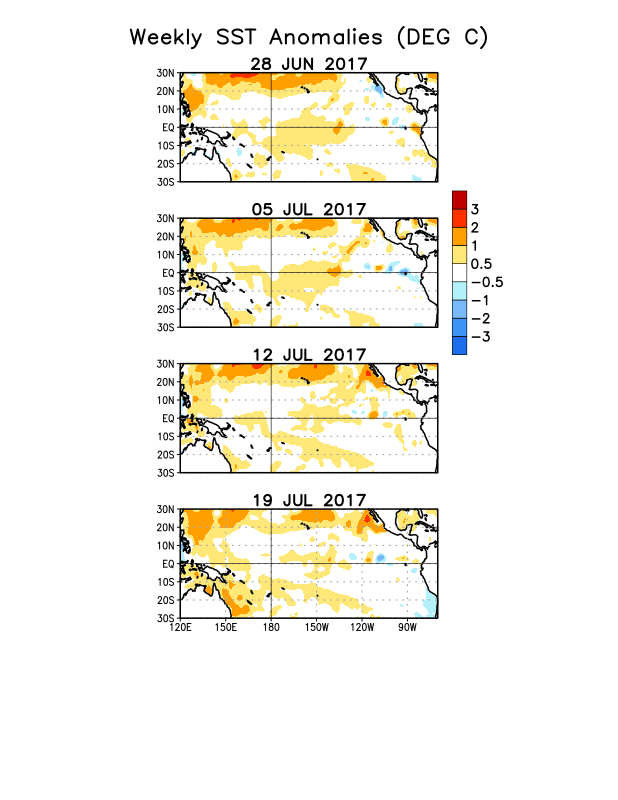 Weekly SST Anomalies (DEG C)
28 JUN 2017
30N
20N
10N
EQ
10S
20S
30S
05 JUL 2017
30N
20N
10N
EQ
10S
20S
30S
3
2
1
0.5
−0.5
−1
−2
−3
12 JUL 2017
30N
20N
10N
EQ
10S
20S
30S
19 JUL 2017
30N
20N
10N
EQ
10S
20S
30S
120E 150E 180 150W 120W 90W